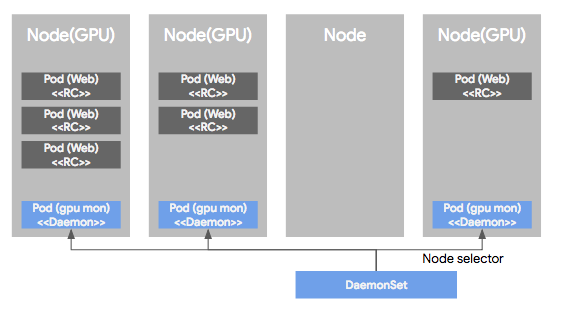 Node(GPU)
Node(GPU)
Node
Node(GPU)
Pod (Web)
<<RC>>
Pod (Web)
<<RC>>
Pod (Web)
<<RC>>
Pod (Web)
<<RC>>
Pod (Web)
<<RC>>
Pod (Web)
<<RC>>
Pod (gpu mon)
<<Daemon>>
Pod (gpu mon)
<<Daemon>>
Pod (gpu mon)
<<Daemon>>
Node selector
DaemonSet